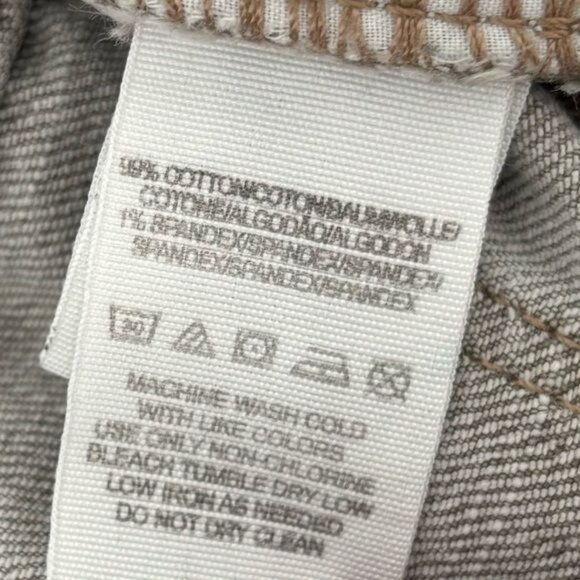 99% COTTON/COTON/BAUMWOLLE/
COTONE/ALGODÃO/ALGODON
1% SPANDEX/SPANDEX/SPANDEX/
SPANDEX/SPANDEX/SPANDEX
30
MACHINE WASH COLD
WITH LIKE COLORS
USE ONLY NON-CHLORINE
BLEACH TUMBLE DRY LOW
LOW IRON AS NEEDED
DO NOT DRY CLEAN